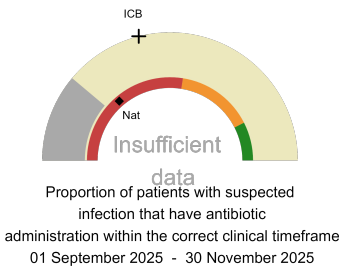 ICB
Nat
Insufficient
data
Proportion of patients with suspected
infection that have antibiotic
administration within the correct clinical timeframe
01 September 2025 - 30 November 2025